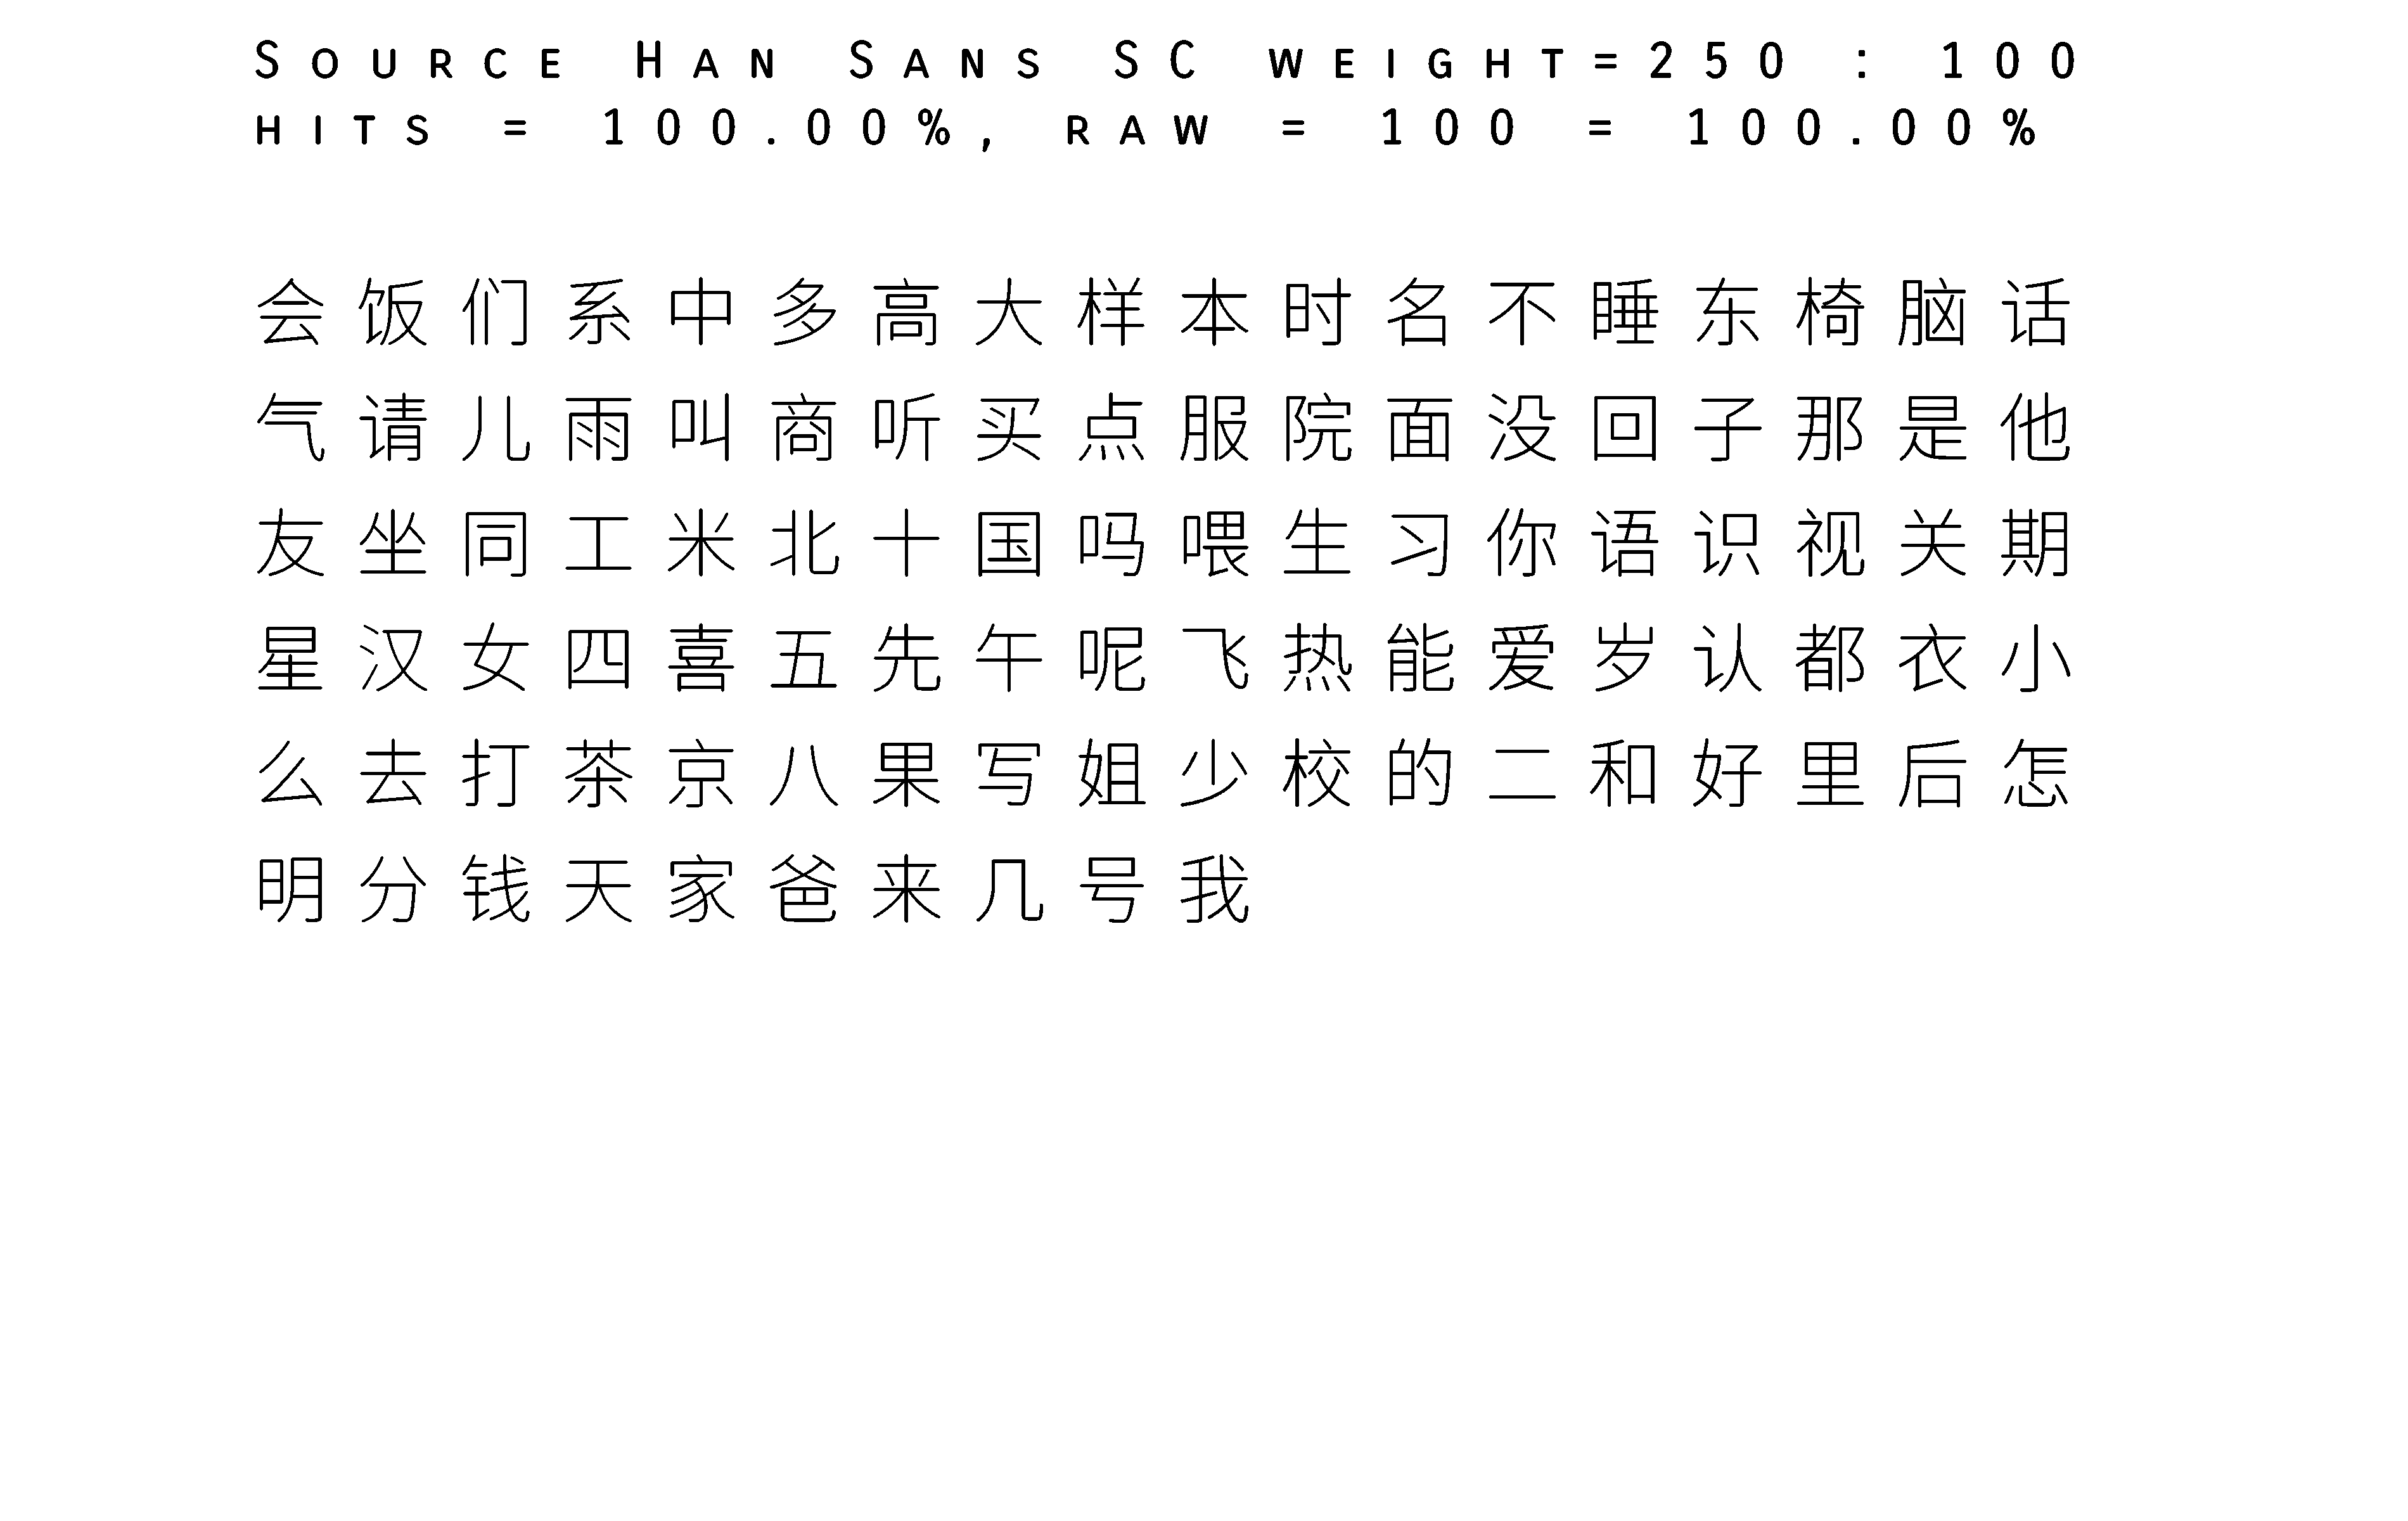 Source Han Sans SC weight=250 : 100
hits = 100.00%, raw = 100 = 100.00%
会饭们系中多高大样本时名不睡东椅脑话
气请儿雨叫商听买点服院面没回子那是他
友坐同工米北十国吗喂生习你语识视关期
星汉女四喜五先午呢飞热能爱岁认都衣小
么去打茶京八果写姐少校的二和好里后怎
明分钱天家爸来几号我